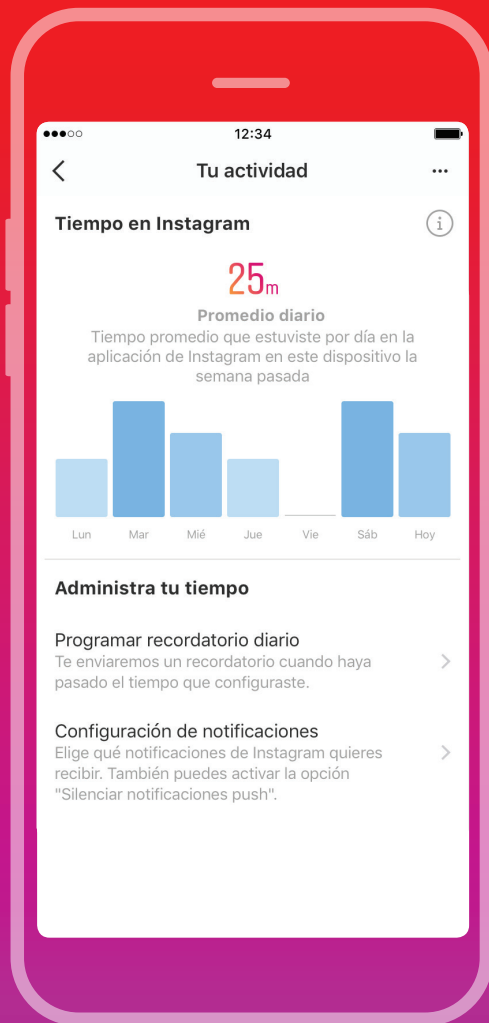 12:34
Tu actividad
Tiempo en Instagram
25m
Promedio diario
Tiempo promedio que estuviste por día en la
aplicación de Instagram en este dispositivo la
semana pasada
Lun Mar Mié Jue Vie Sáb Hoy
Administra tu tiempo
Programar recordatorio diario
Te enviaremos un recordatorio cuando haya
pasado el tiempo que configuraste.
Configuración de notificaciones
Elige qué notificaciones de Instagram quieres
recibir. También puedes activar la opción
"Silenciar notificaciones push".